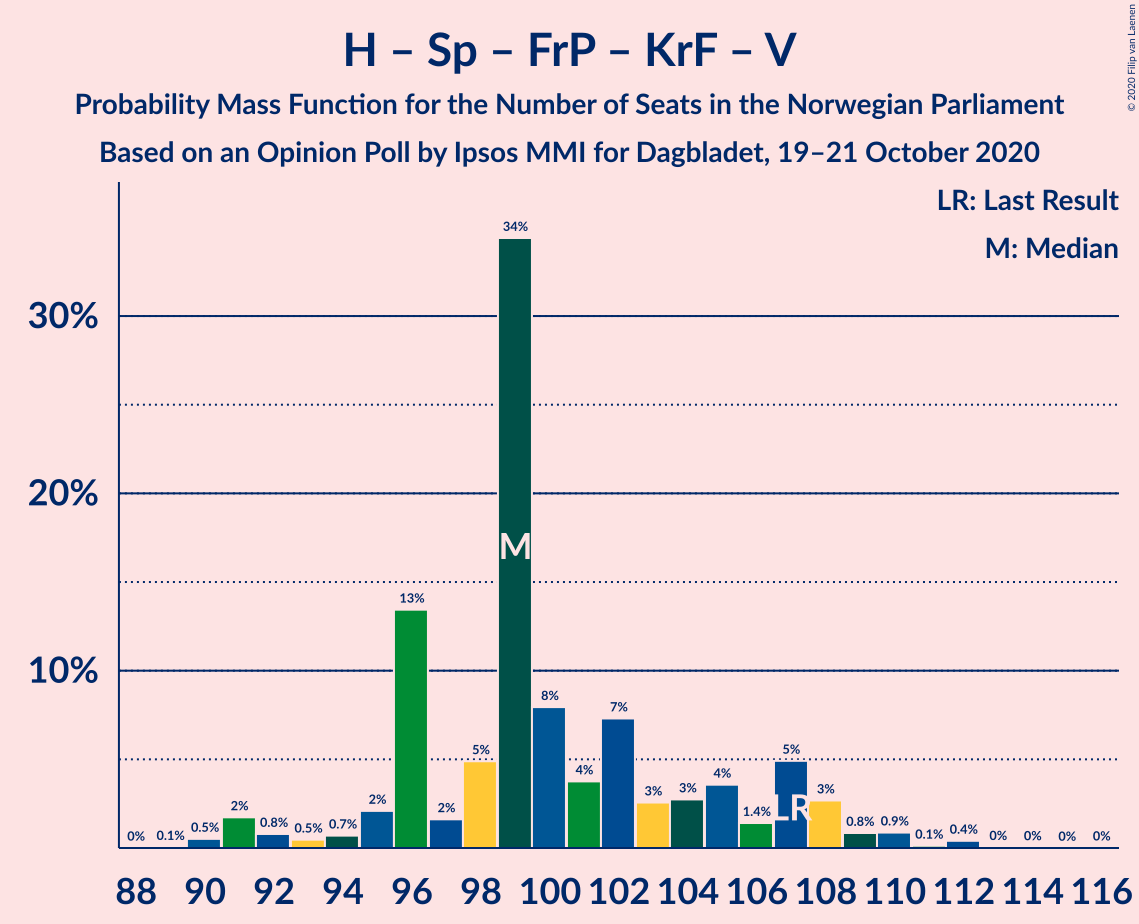 H – Sp – FrP – KrF – V
Probability Mass Function for the Number of Seats in the Norwegian Parliament
Based on an Opinion Poll by Ipsos MMI for Dagbladet, 19–21 October 2020
© 2020 Filip van Laenen
LR: Last Result
M: Median
30%
20%
10%
0% 0.1% 0.5% 2% 0.8% 0.5% 0.7% 2% 13% 2% 5% 34% 8% 4% 7% 3% 3% 4% 1.4% 5% 3% 0.8% 0.9% 0.1% 0.4% 0% 0% 0% 0%
M
LR
88 90 92 94 96 98 100 102 104 106 108 110 112 114 116